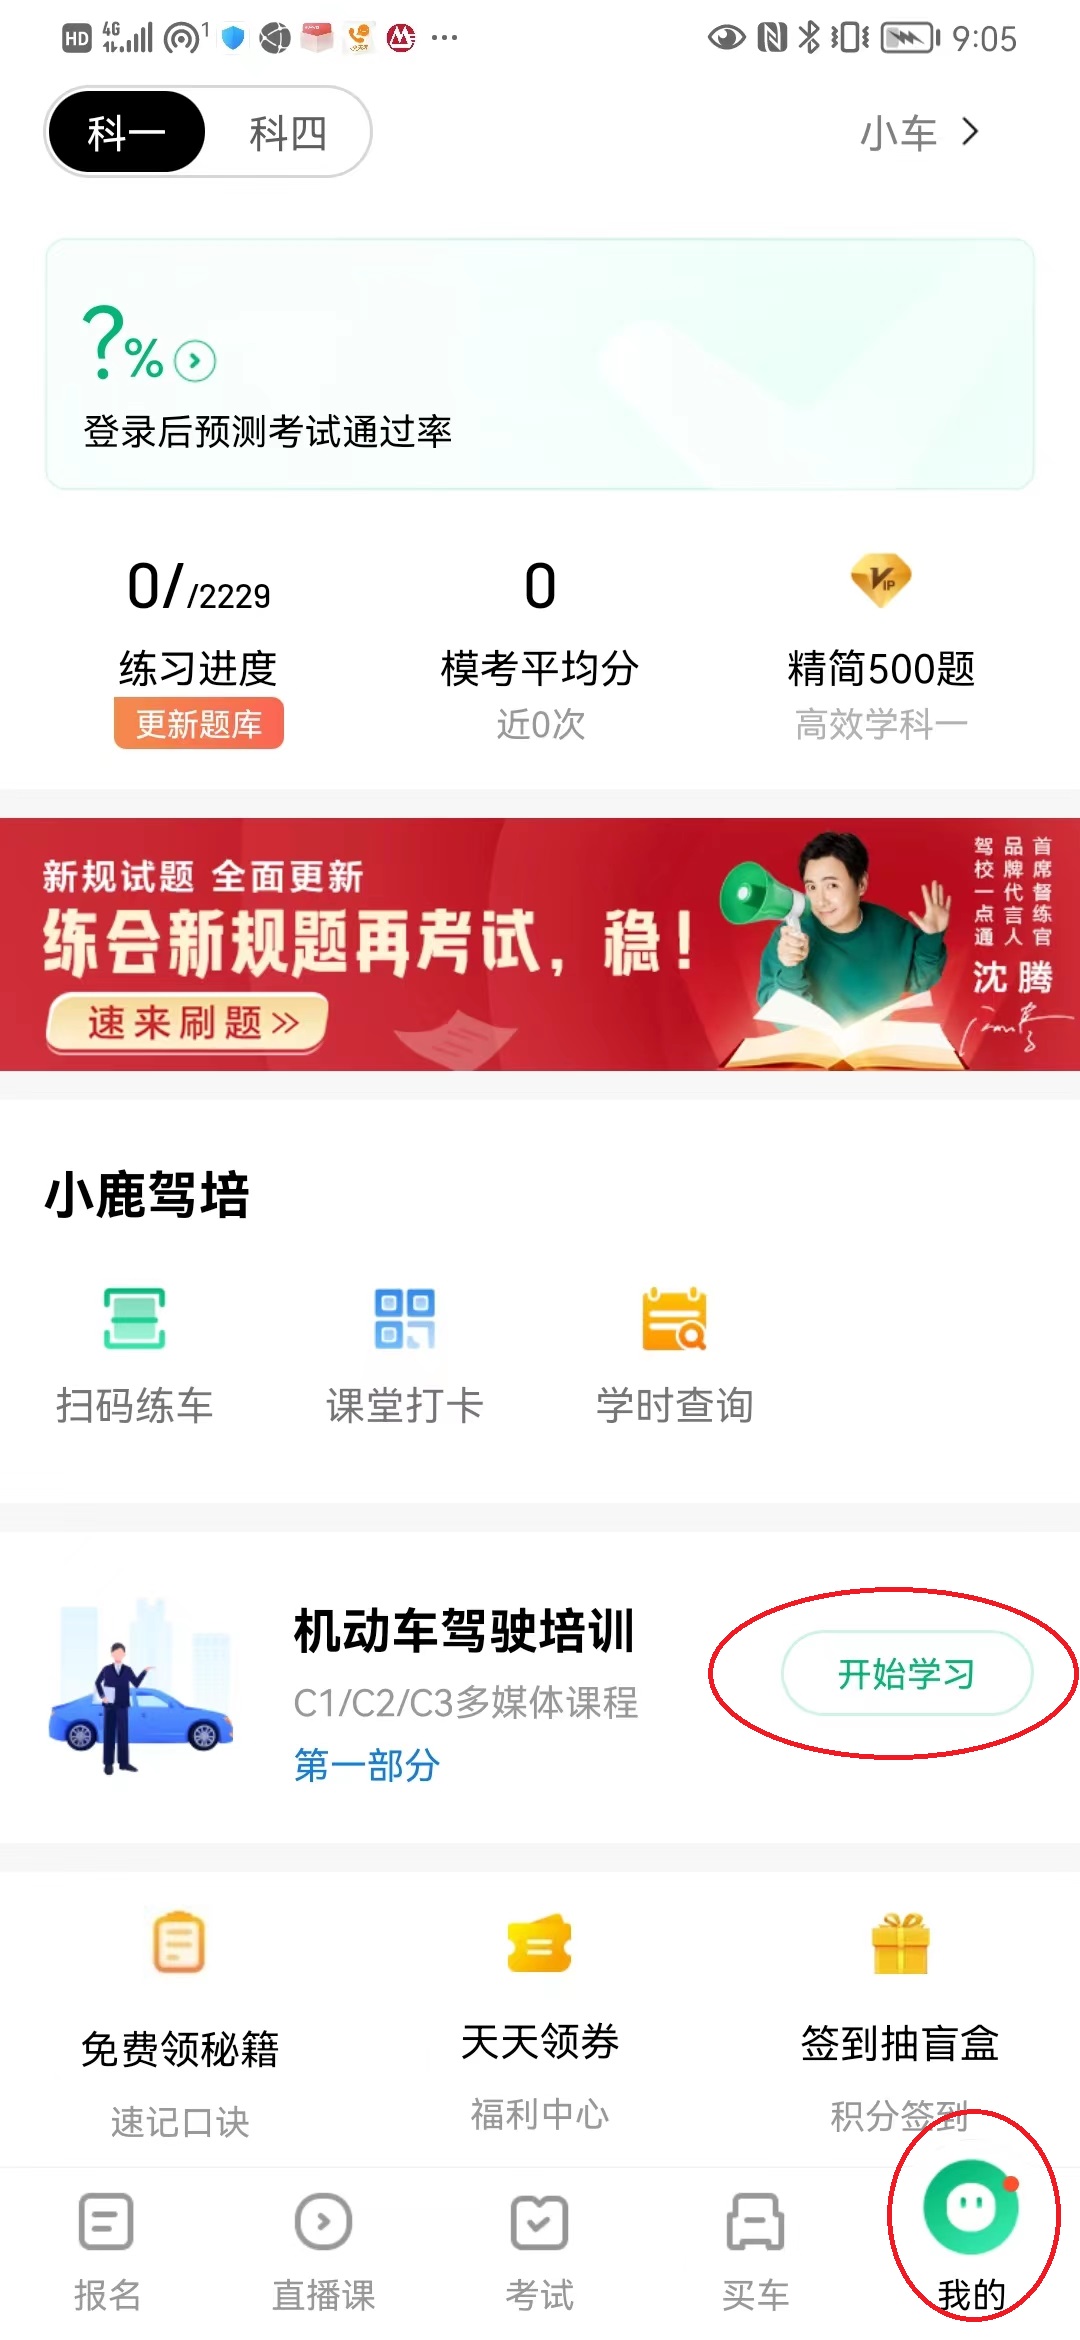 HD 4G 1 9:05
科一 科四 小车
?%
登录后预测考试通过率
0//2229 0 VIP
练习进度 模考平均分 精简500题
更新题库 近0次 高效学科一
新规试题 全面更新
练会新规题再考试，稳！
速来刷题>>
首席督练官
品牌代言人
驾校一点通
沈腾
小鹿驾培
扫码练车 课堂打卡 学时查询
机动车驾驶培训
开始学习
C1/C2/C3多媒体课程
第一部分
免费领秘籍 天天领券 签到抽盲盒
速记口诀 福利中心 积分签到
报名 直播课 考试 买车 我的